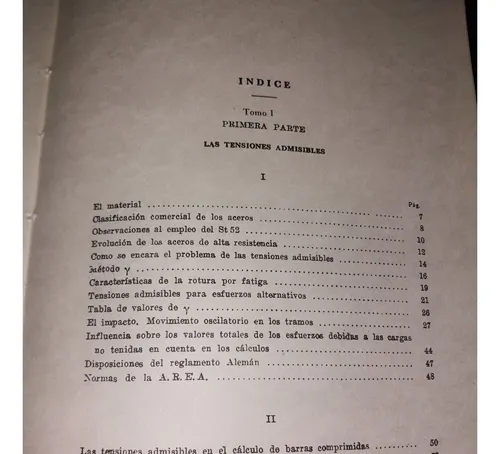 INDICE
Tomo I
PRIMERA PARTE
LAS TENSIONES ADMISIBLES
I
Pág.
El material .......... 7
Clasificación comercial de los aceros .......... 8
Observaciones al empleo del St 52 .......... 10
Evolución de los aceros de alta resistencia .......... 12
Como se encara el problema de las tensiones admisibles .......... 14
Método γ .......... 16
Características de la rotura por fatiga .......... 19
Tensiones admisibles para esfuerzos alternativos .......... 21
Tabla de valores de γ .......... 26
El impacto. Movimiento oscilatorio en los tramos .......... 27
Influencia sobre los valores totales de los esfuerzos debidas a las cargas
no tenidas en cuenta en los cálculos .......... 44
Disposiciones del reglamento Alemán .......... 47
Normas de la A. R. E. A. .......... 48
II
Las tensiones admisibles en el cálculo de barras comprimidas .......... 50